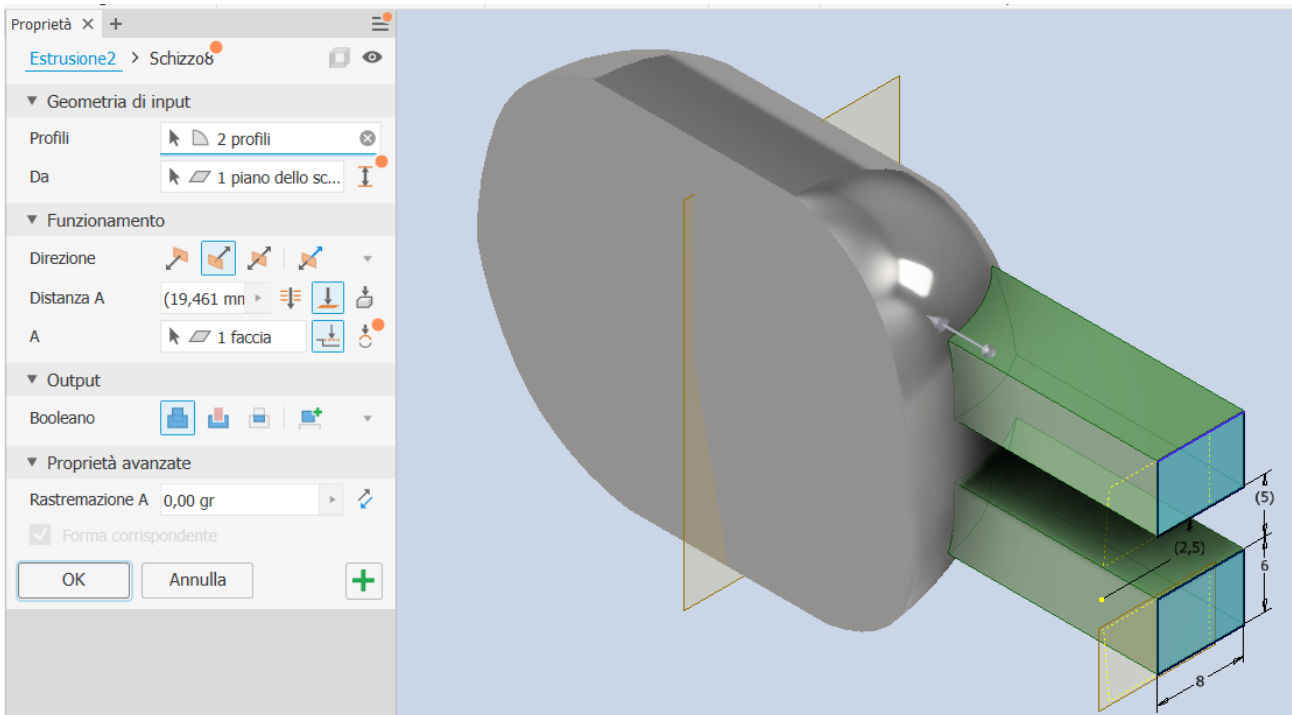 Proprietà
Estrusione2 > Schizzo8
Geometria di input
Profili 2 profili
Da 1 piano dello sc...
Funzionamento
Direzione
Distanza A (19,461 mn
A 1 faccia
Output
Booleano
Proprietà avanzate
Rastremazione A 0,00 gr
Forma corrispondente
OK Annulla
(5)
(2,5)
6
8